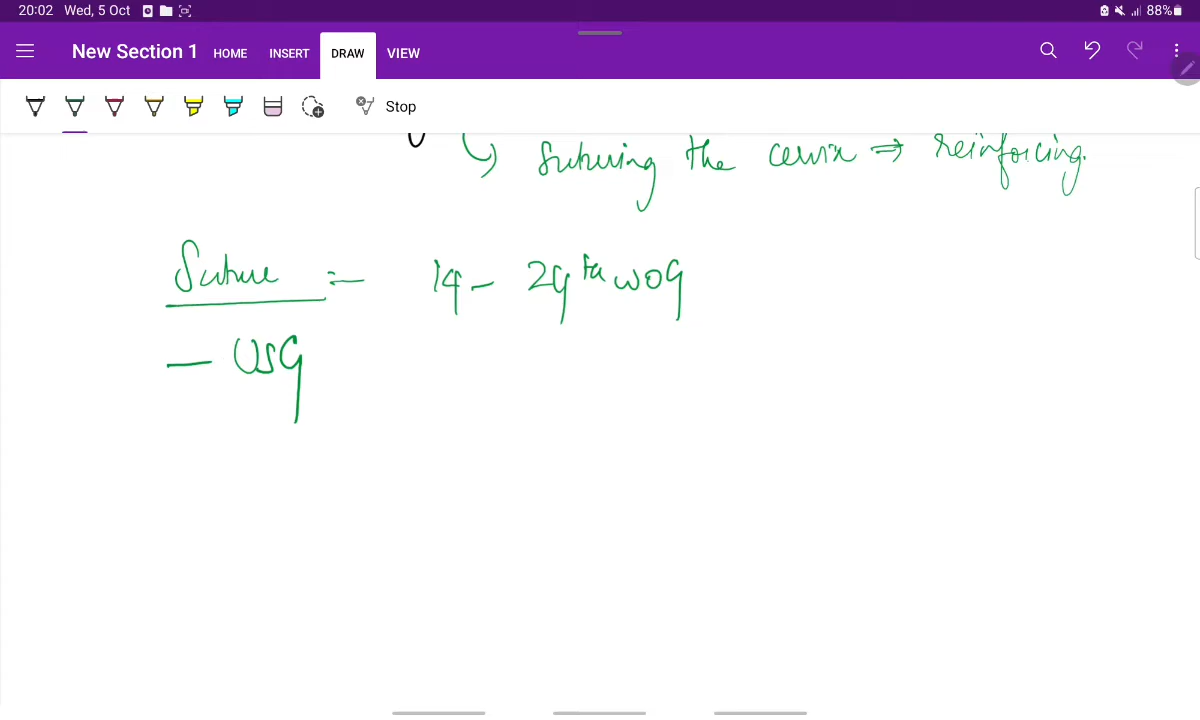 20:02 Wed, 5 Oct 88%
New Section 1 HOME INSERT DRAW VIEW
Stop
Suturing the cervix ⇒ reinforcing.
Suture := 14 - 24 wog
- USG